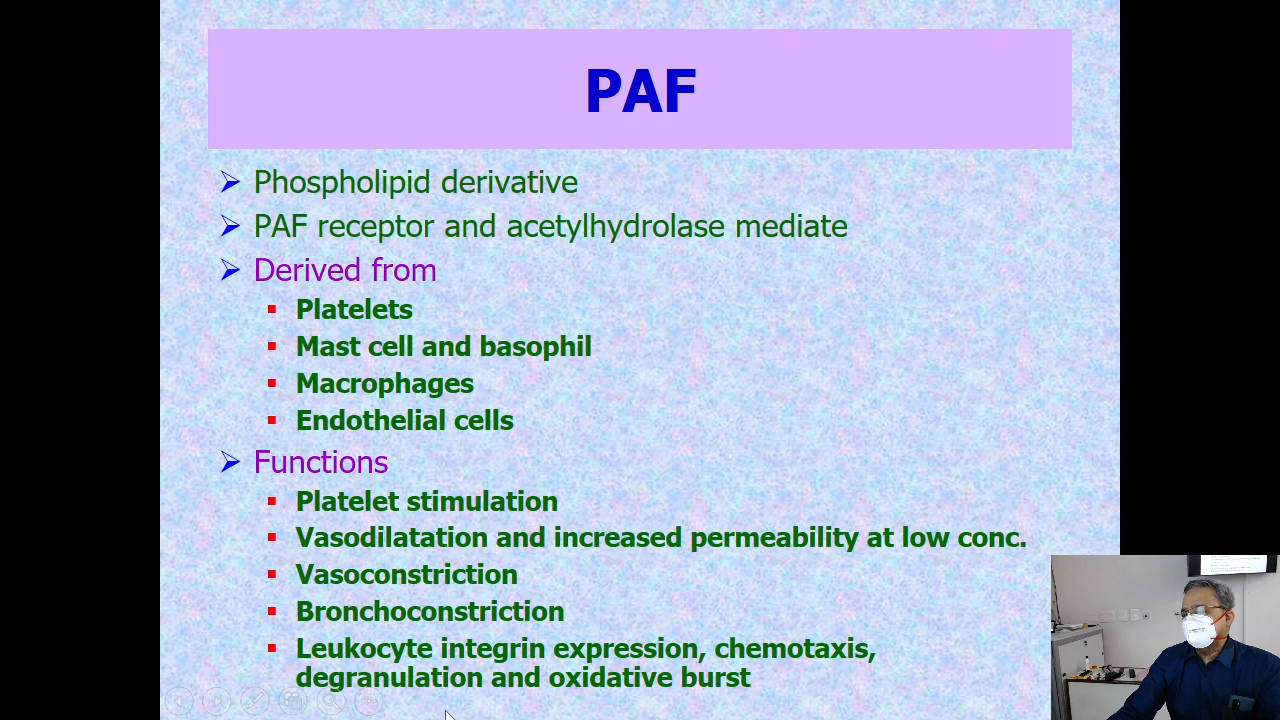 PAF
Phospholipid derivative
PAF receptor and acetylhydrolase mediate
Derived from
Platelets
Mast cell and basophil
Macrophages
Endothelial cells
Functions
Platelet stimulation
Vasodilatation and increased permeability at low conc.
Vasoconstriction
Bronchoconstriction
Leukocyte integrin expression, chemotaxis,
degranulation and oxidative burst